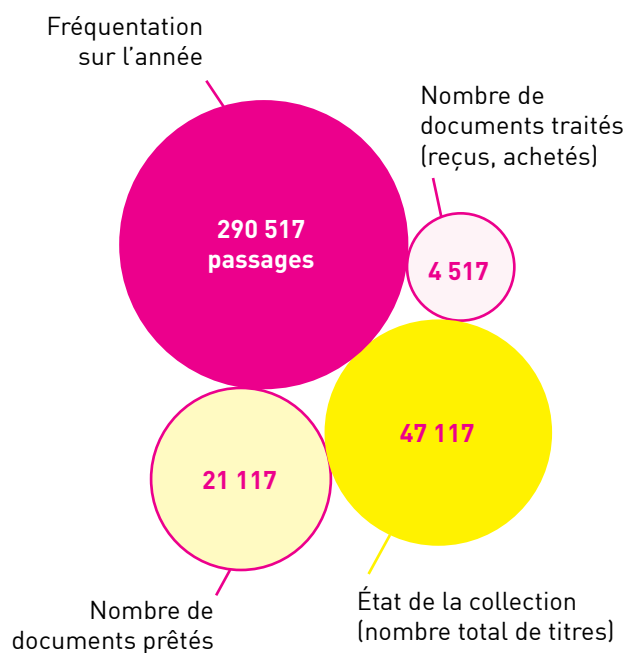 Fréquentation
sur l’année
Nombre de
documents traités
(reçus, achetés)
290 517
passages
4 517
47 117
21 117
Nombre de
documents prêtés
État de la collection
(nombre total de titres)